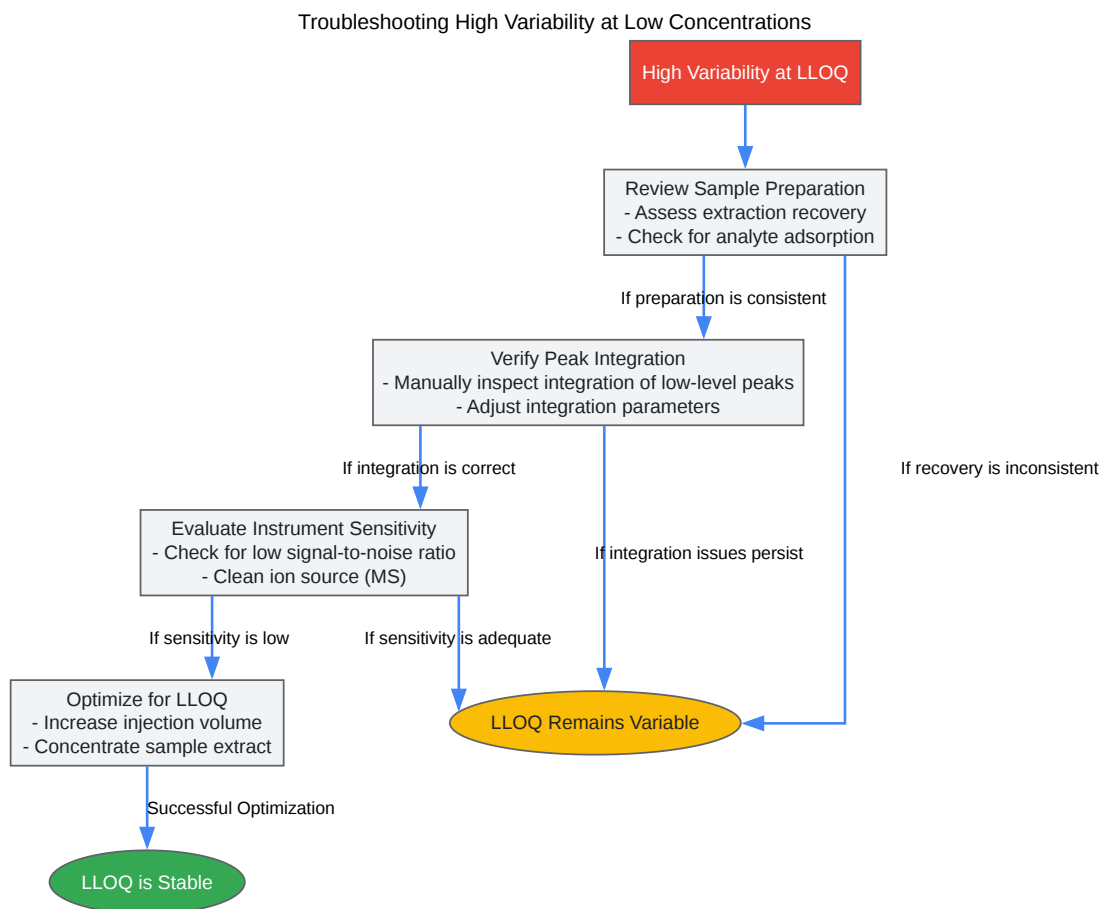 Troubleshooting High Variability at Low Concentrations
High Variability at LLOQ
Review Sample Preparation
- Assess extraction recovery
- Check for analyte adsorption
If preparation is consistent
Verify Peak Integration
- Manually inspect integration of low-level peaks
- Adjust integration parameters
If integration is correct
If recovery is inconsistent
Evaluate Instrument Sensitivity
- Check for low signal-to-noise ratio
- Clean ion source (MS)
If integration issues persist
If sensitivity is low
If sensitivity is adequate
Optimize for LLOQ
- Increase injection volume
- Concentrate sample extract
LLOQ Remains Variable
Successful Optimization
LLOQ is Stable